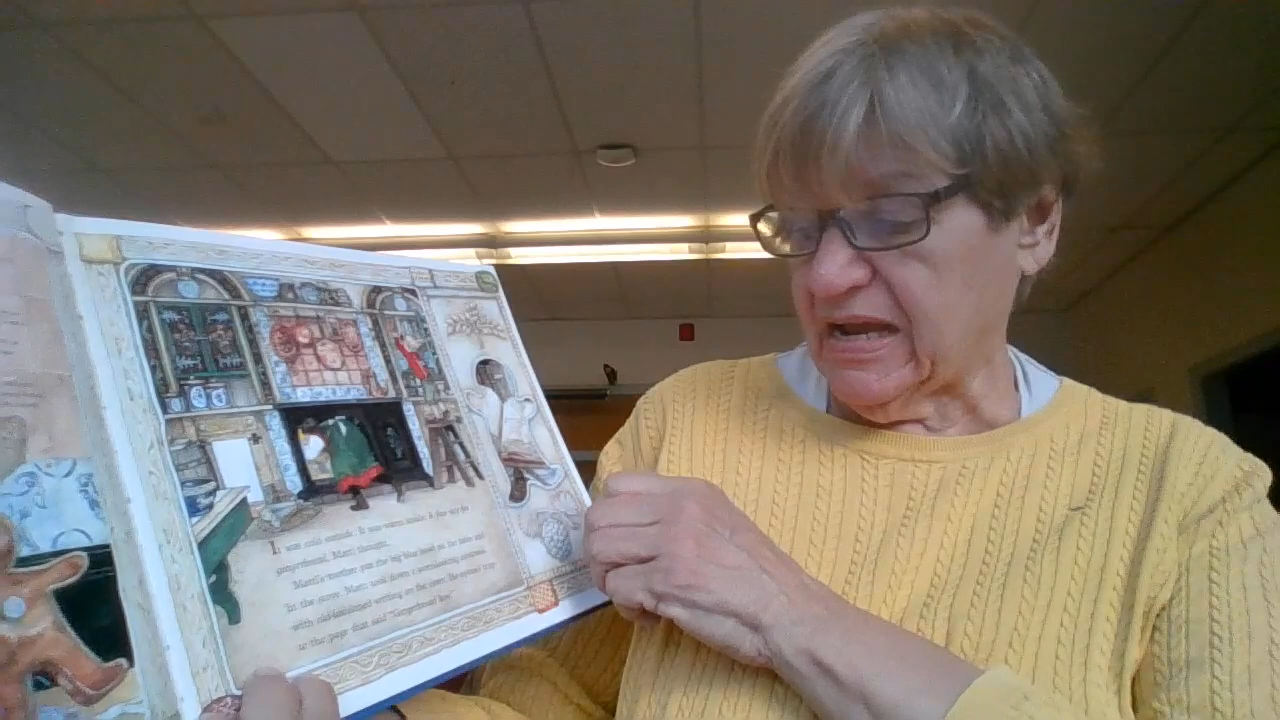 It was cold outside. It was warm inside. A fine day for
gingerbread, Matti thought.
Matti's mother put the big blue bowl on the table and
in the stove. Matti took down a cookbook
with old-fashioned writing on the cover. He opened it up
to the page that said "Gingerbread Boy."